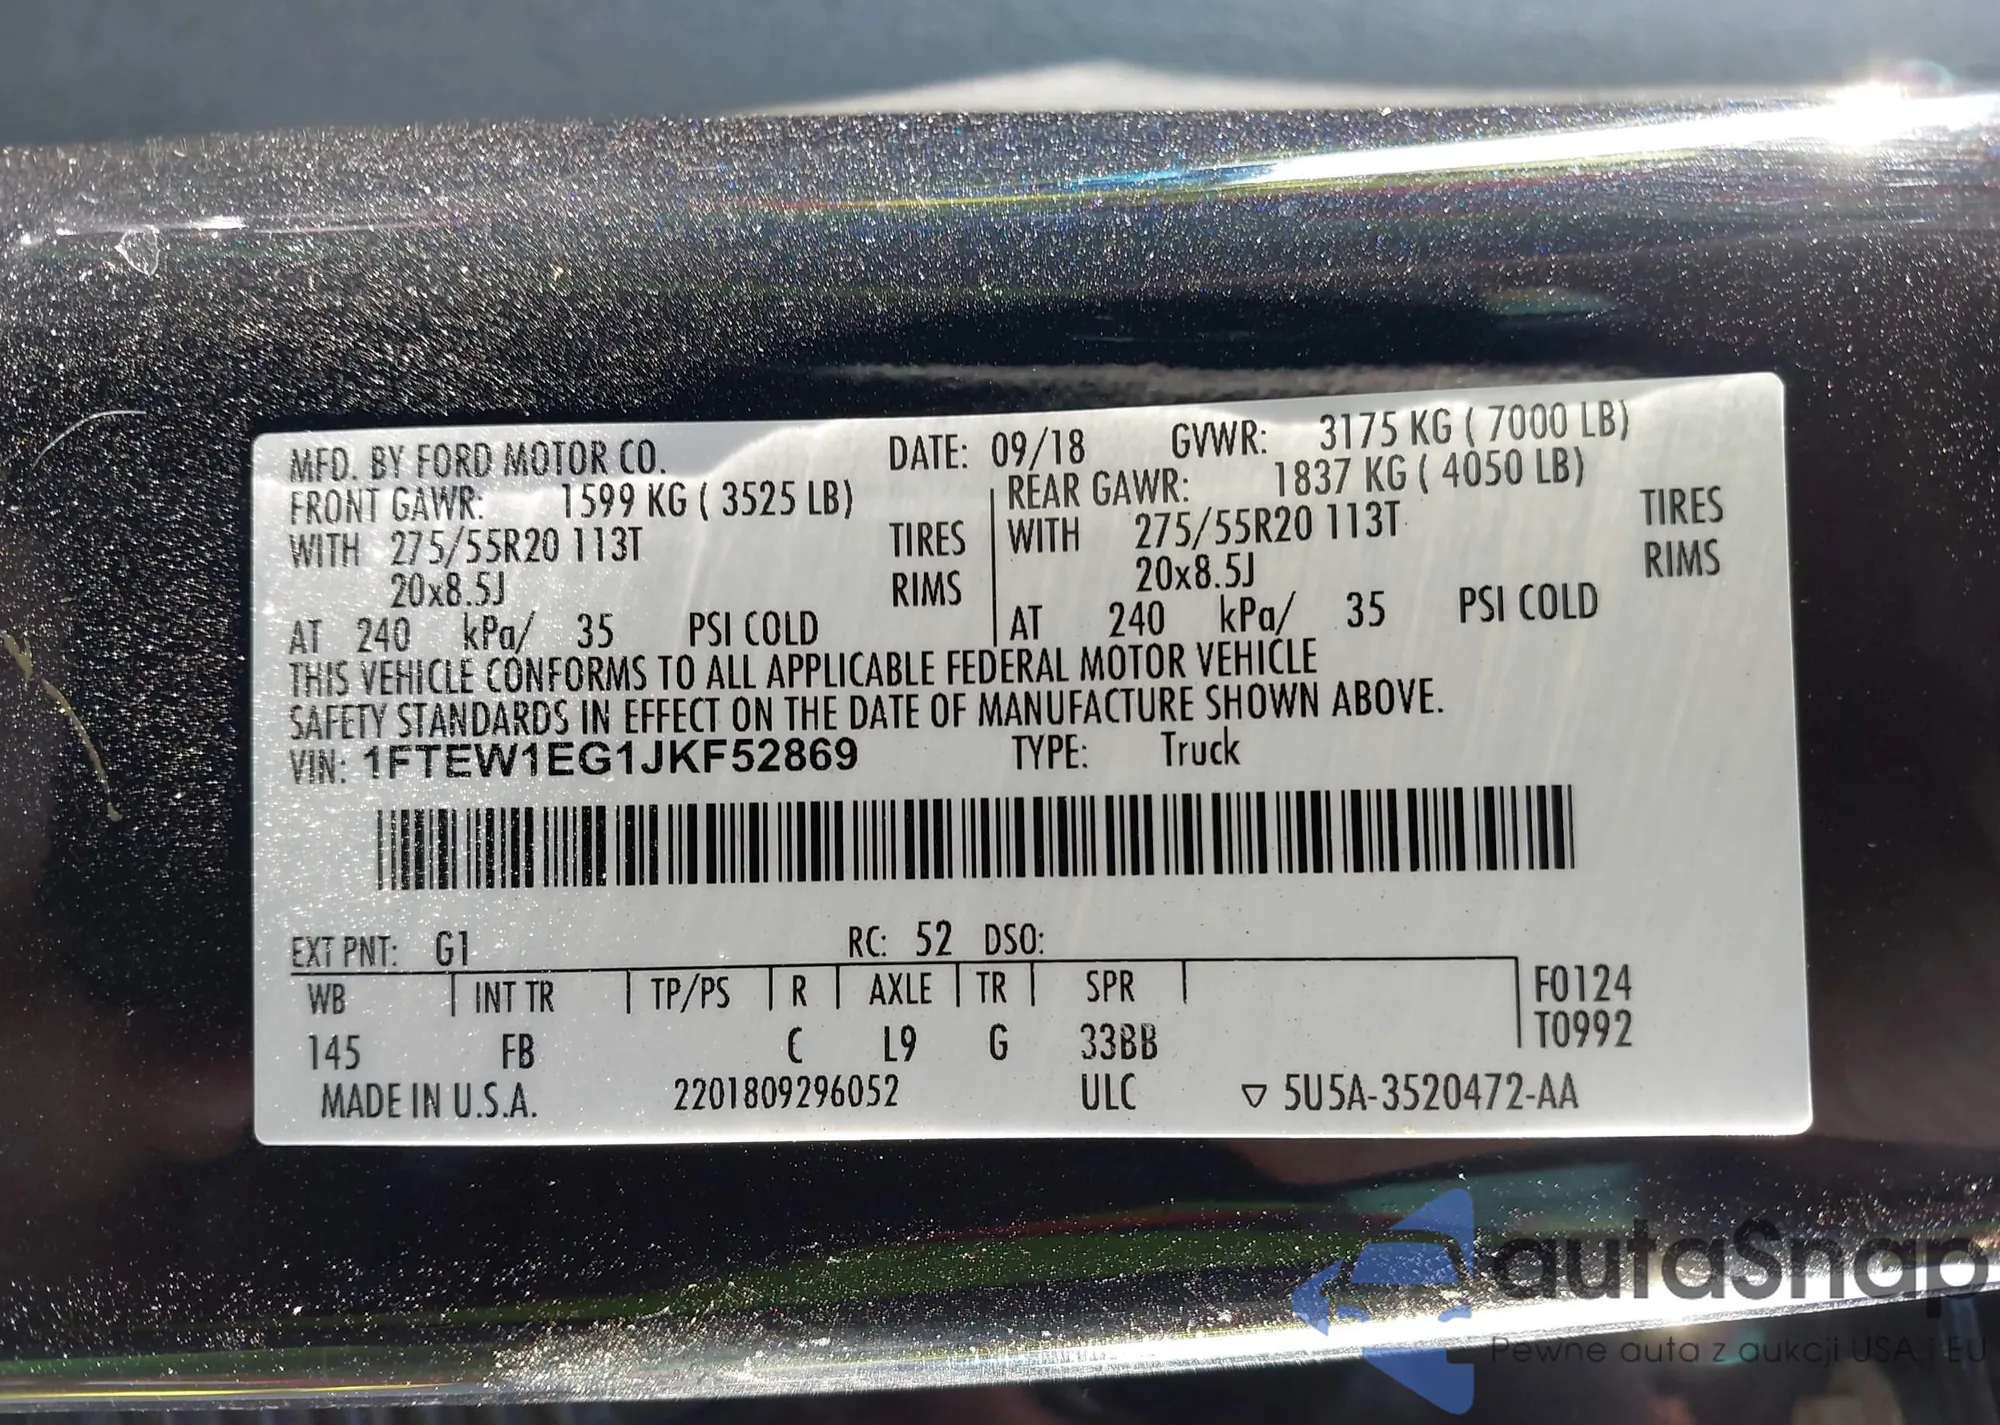 MFD. BY FORD MOTOR CO. DATE: 09/18 GVWR: 3175 KG ( 7000 LB)
FRONT GAWR: 1599 KG ( 3525 LB) REAR GAWR: 1837 KG ( 4050 LB)
WITH 275/55R20 113T TIRES WITH 275/55R20 113T TIRES
20x8.5J RIMS 20x8.5J RIMS
AT 240 kPa/ 35 PSI COLD AT 240 kPa/ 35 PSI COLD
THIS VEHICLE CONFORMS TO ALL APPLICABLE FEDERAL MOTOR VEHICLE
SAFETY STANDARDS IN EFFECT ON THE DATE OF MANUFACTURE SHOWN ABOVE.
VIN: 1FTEW1EG1JKF52869 TYPE: Truck
EXT PNT: G1 RC: 52 DSO:
WB INT TR TP/PS R AXLE TR SPR F0124
T0992
145 FB C L9 G 33BB
MADE IN U.S.A. 2201809296052 ULC ▽ 5U5A-3520472-AA
autaSnap
Pewne auta z aukcji USA i EU